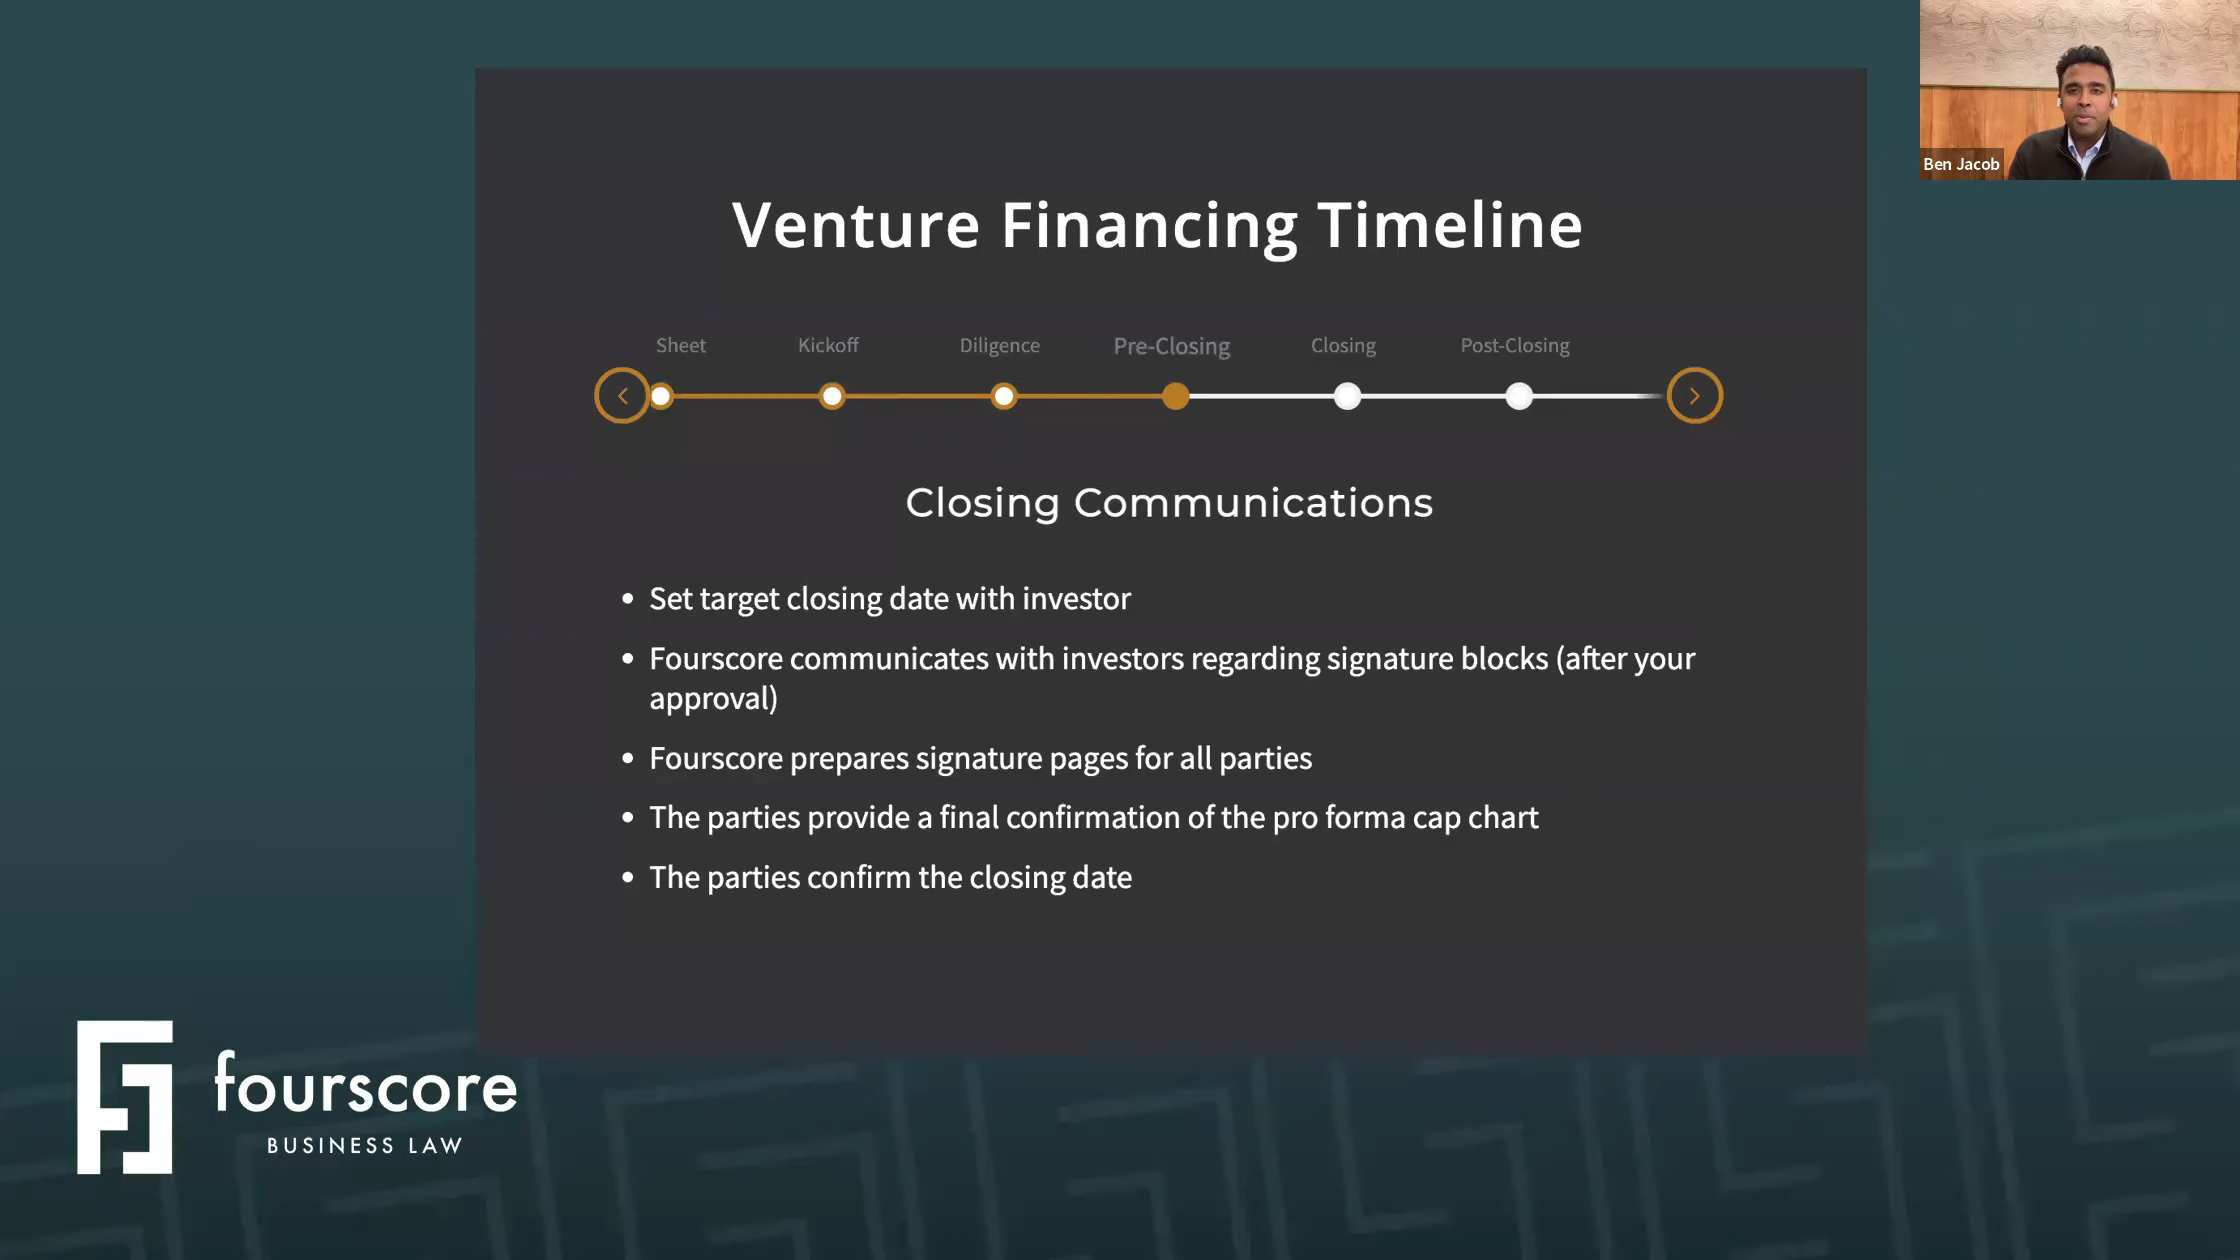 Ben Jacob
Venture Financing Timeline
Sheet
Kickoff
Diligence
Pre-Closing
Closing
Post-Closing
Closing Communications
• Set target closing date with investor
• Fourscore communicates with investors regarding signature blocks (after your
approval)
• Fourscore prepares signature pages for all parties
• The parties provide a final confirmation of the pro forma cap chart
• The parties confirm the closing date
fourscore
BUSINESS LAW